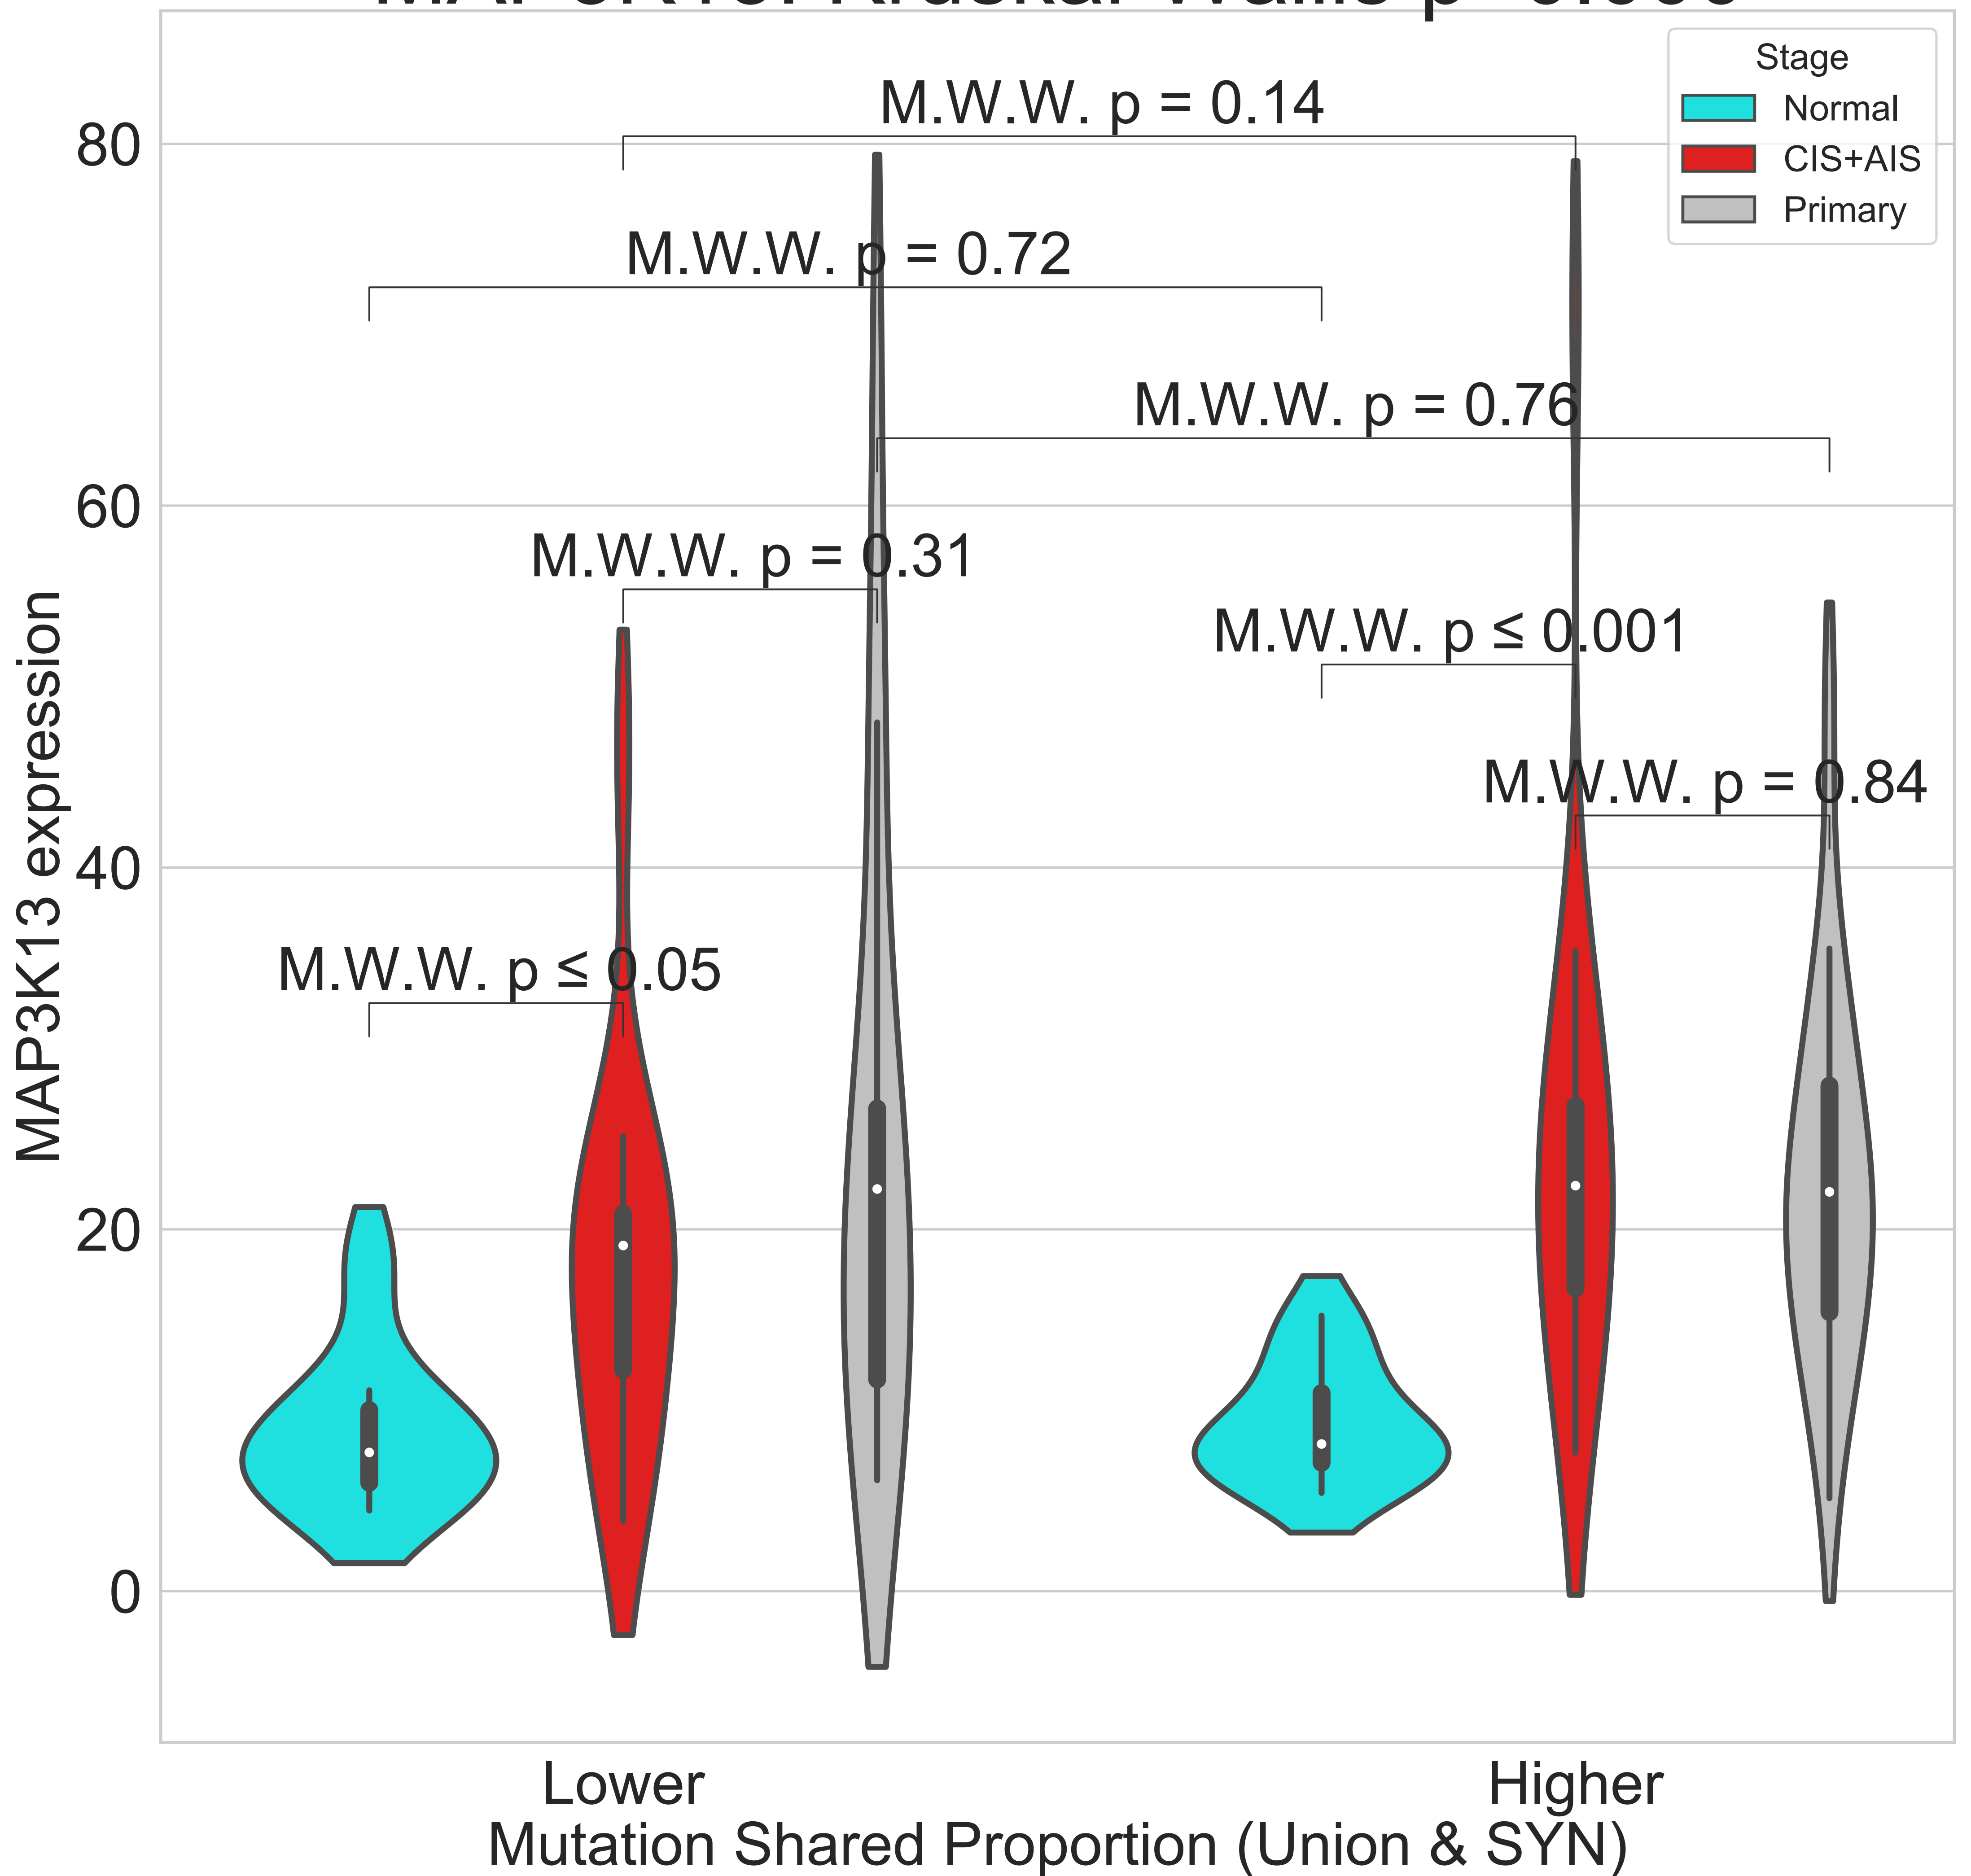 Stage
Normal
CIS+AIS
Primary
M.W.W. p = 0.14
M.W.W. p = 0.72
M.W.W. p = 0.76
M.W.W. p = 0.31
M.W.W. p ≤ 0.001
M.W.W. p = 0.84
M.W.W. p ≤ 0.05
MAP3K13 expression
80
60
40
20
0
Lower
Higher
Mutation Shared Proportion (Union & SYN)